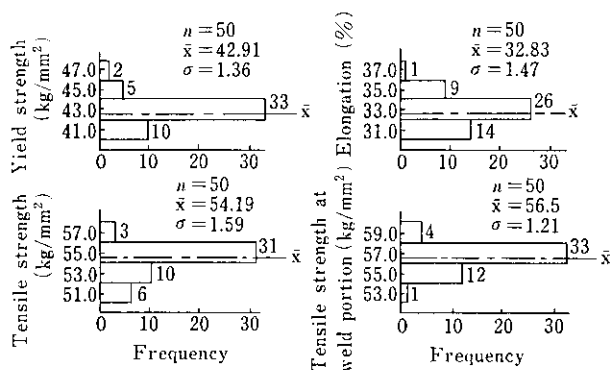 n = 50
x̄ = 42.91
σ = 1.36
Yield strength (kg/mm²)
47.0
45.0
43.0
41.0
2
5
33
10
x̄
0 10 20 30
n = 50
x̄ = 32.83
σ = 1.47
Elongation (%)
37.0
35.0
33.0
31.0
1
9
26
14
x̄
0 10 20 30
n = 50
x̄ = 54.19
σ = 1.59
Tensile strength (kg/mm²)
57.0
55.0
53.0
51.0
3
31
10
6
x̄
0 10 20 30
Frequency
n = 50
x̄ = 56.5
σ = 1.21
Tensile strength at weld portion (kg/mm²)
59.0
57.0
55.0
53.0
4
33
12
1
x̄
0 10 20 30
Frequency